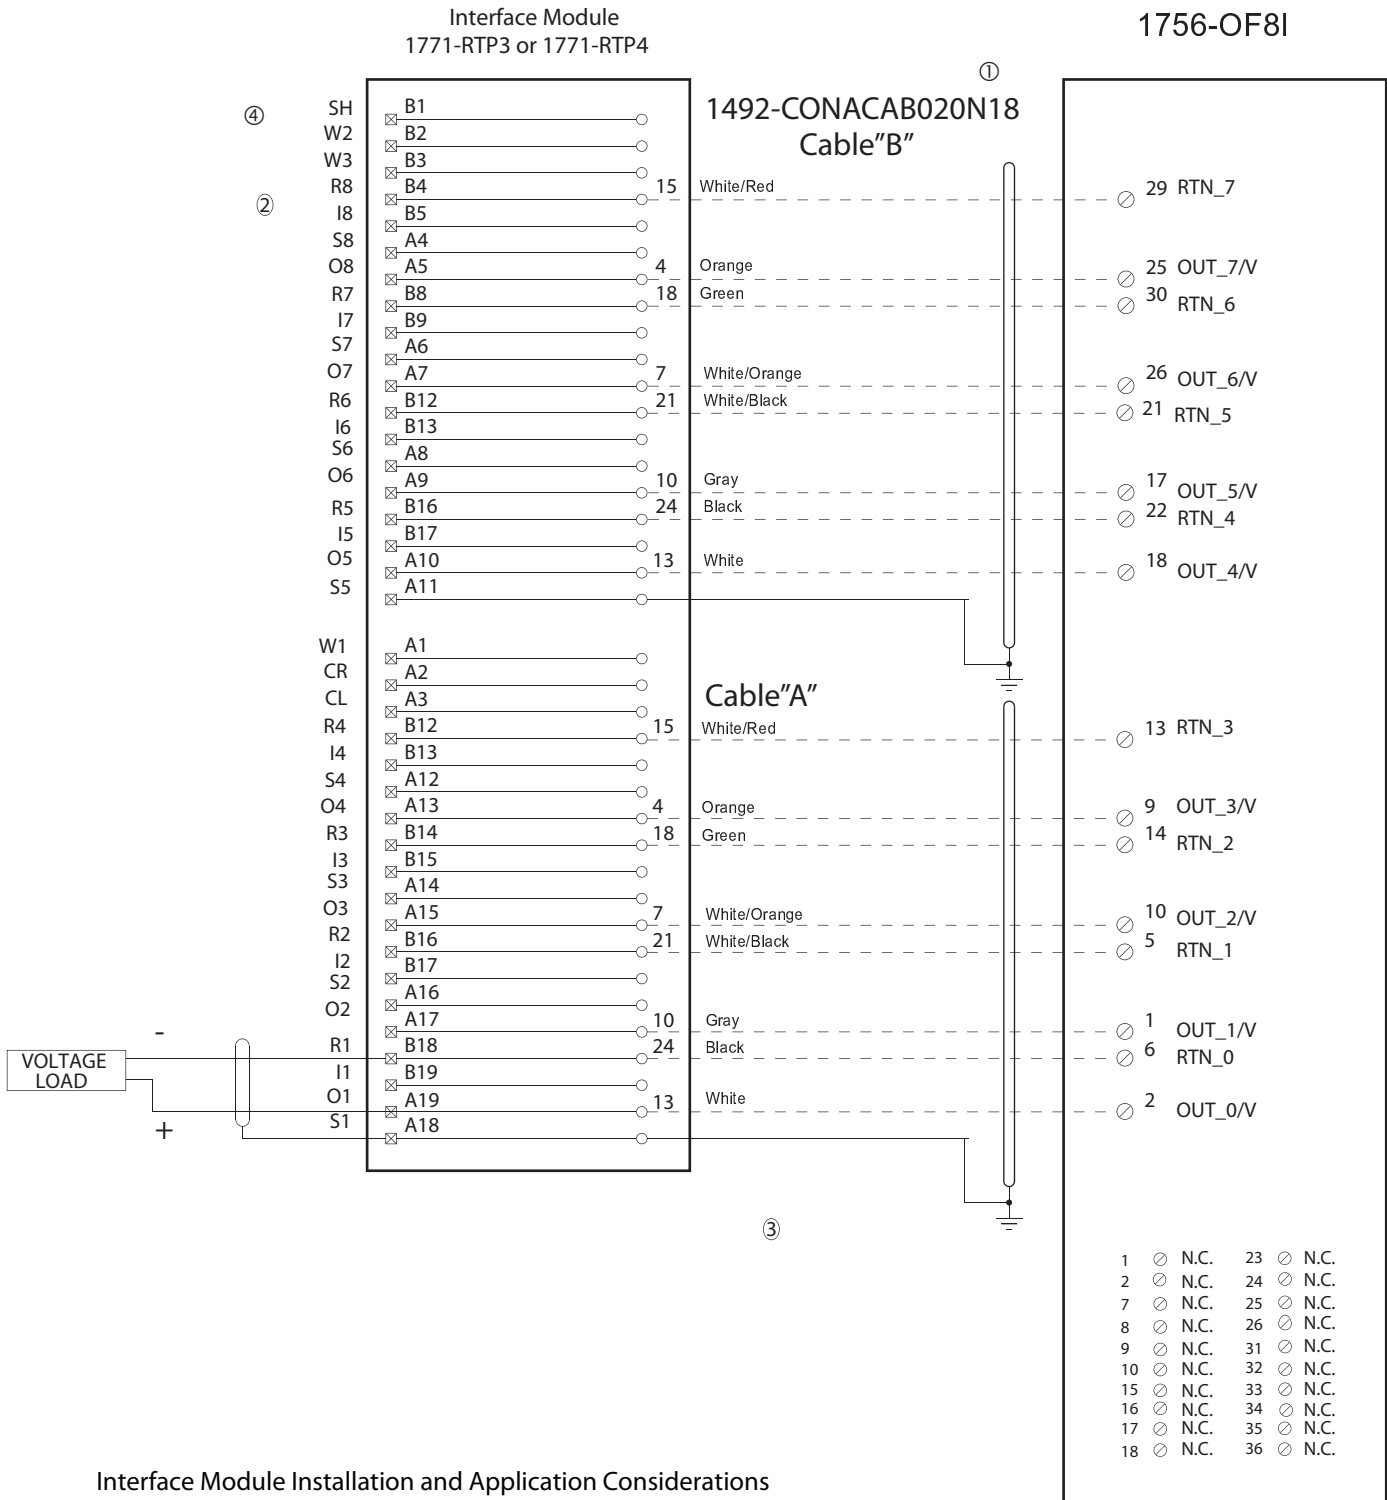 Interface Module
1771-RTP3 or 1771-RTP4
1756-OF8I
①
④
②
1492-CONACAB020N18
Cable"B"
SH B1
W2 B2
W3 B3
R8 B4 15 White/Red 29 RTN_7
I8 B5
S8 A4
O8 A5 4 Orange 25 OUT_7/V
R7 B8 18 Green 30 RTN_6
I7 B9
S7 A6
O7 A7 7 White/Orange 26 OUT_6/V
R6 B12 21 White/Black 21 RTN_5
I6 B13
S6 A8
O6 A9 10 Gray 17 OUT_5/V
R5 B16 24 Black 22 RTN_4
I5 B17
O5 A10 13 White 18 OUT_4/V
S5 A11
Cable"A"
W1 A1
CR A2
CL A3
R4 B12 15 White/Red 13 RTN_3
I4 B13
S4 A12
O4 A13 4 Orange 9 OUT_3/V
R3 B14 18 Green 14 RTN_2
I3 B15
S3 A14
O3 A15 7 White/Orange 10 OUT_2/V
R2 B16 21 White/Black 5 RTN_1
I2 B17
S2 A16
O2 A17 10 Gray 1 OUT_1/V
-
VOLTAGE
LOAD
R1 B18 24 Black 6 RTN_0
I1 B19
O1 A19 13 White 2 OUT_0/V
+
S1 A18
③
1 N.C. 23 N.C.
2 N.C. 24 N.C.
7 N.C. 25 N.C.
8 N.C. 26 N.C.
9 N.C. 31 N.C.
10 N.C. 32 N.C.
15 N.C. 33 N.C.
16 N.C. 34 N.C.
17 N.C. 35 N.C.
18 N.C. 36 N.C.
Interface Module Installation and Application Considerations